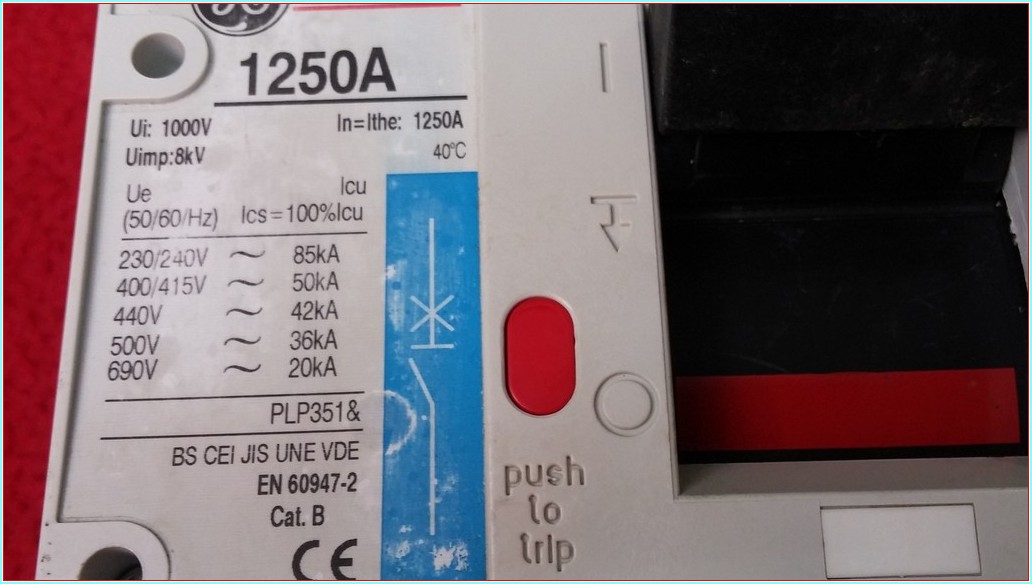 1250A
Ui: 1000V In=Ithe: 1250A
Uimp:8kV 40°C
Ue Icu
(50/60/Hz) Ics=100%Icu
230/240V ~ 85kA
400/415V ~ 50kA
440V ~ 42kA
500V ~ 36kA
690V ~ 20kA
PLP351&
BS CEI JIS UNE VDE
EN 60947-2
Cat. B
CE
I
O
push
to
trip